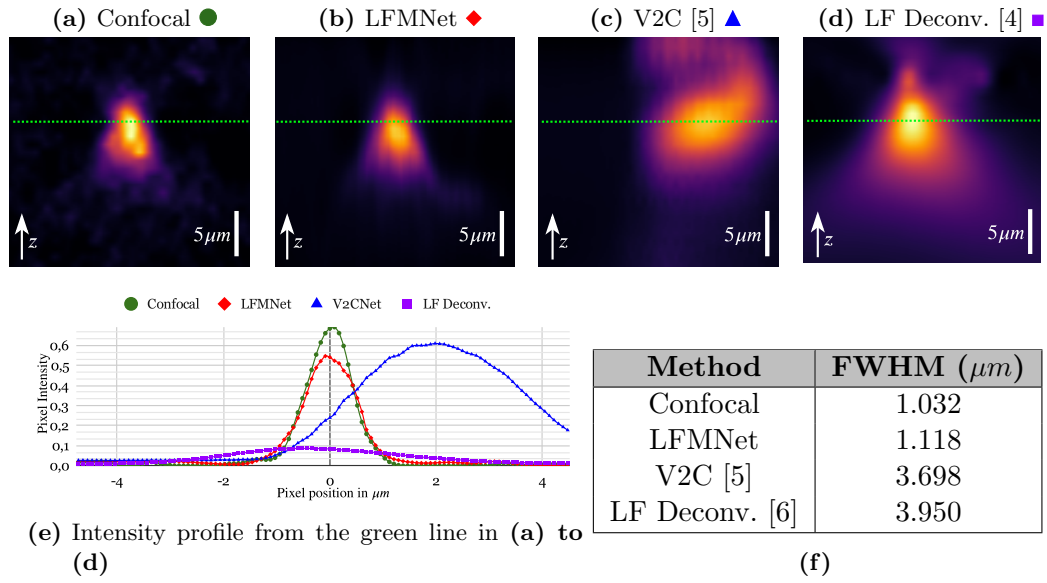 (a) Confocal
(b) LFMNet
(c) V2C [5]
(d) LF Deconv. [4]
z
5μm
z
5μm
z
5μm
z
5μm
Confocal LFMNet V2CNet LF Deconv.
Pixel Intensity
0,6
0,5
0,4
0,3
0,2
0,1
0,0
-4 -2 0 2 4
Pixel position in μm
(e) Intensity profile from the green line in (a) to
(d)
Method FWHM (μm)
Confocal 1.032
LFMNet 1.118
V2C [5] 3.698
LF Deconv. [6] 3.950
(f)